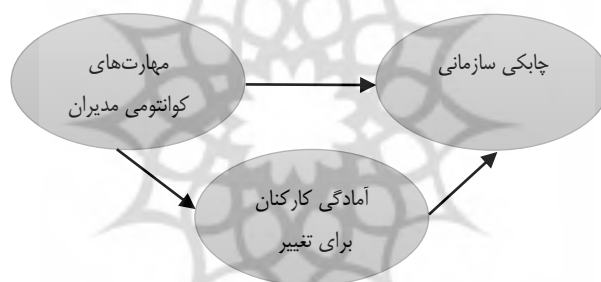 مهارت‌های
کوانتومی مدیران
چابکی سازمانی
آمادگی کارکنان
برای تغییر